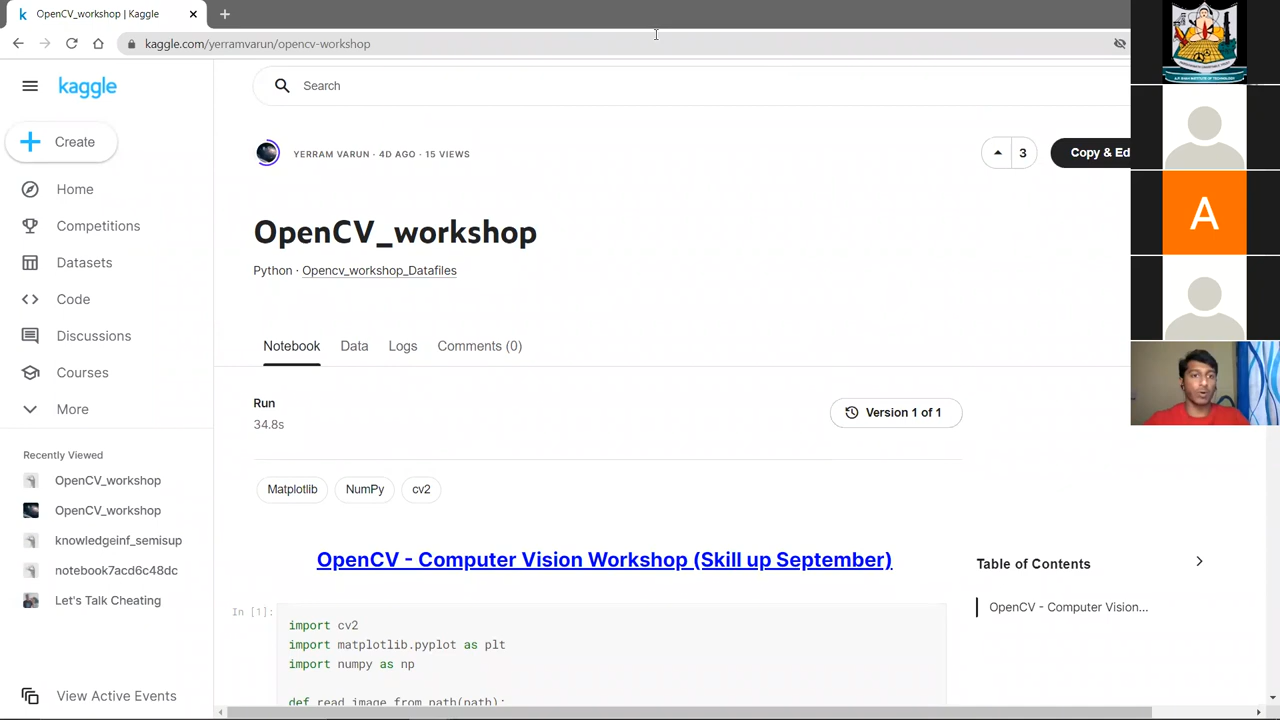 OpenCV_workshop | Kaggle
kaggle.com/yerramvarun/opencv-workshop
kaggle
Search
Create
YERRAM VARUN · 4D AGO · 15 VIEWS
3
Copy & Ed
A
Home
Competitions
Datasets
Code
Discussions
Courses
More
OpenCV_workshop
Python · Opencv_workshop_Datafiles
Notebook
Data
Logs
Comments (0)
Run
34.8s
Version 1 of 1
Recently Viewed
OpenCV_workshop
OpenCV_workshop
knowledgeinf_semisup
notebook7acd6c48dc
Let's Talk Cheating
View Active Events
Matplotlib
NumPy
cv2
OpenCV - Computer Vision Workshop (Skill up September)
Table of Contents
OpenCV - Computer Vision...
In [1]:
import cv2
import matplotlib.pyplot as plt
import numpy as np
def read_image_from_path(path):